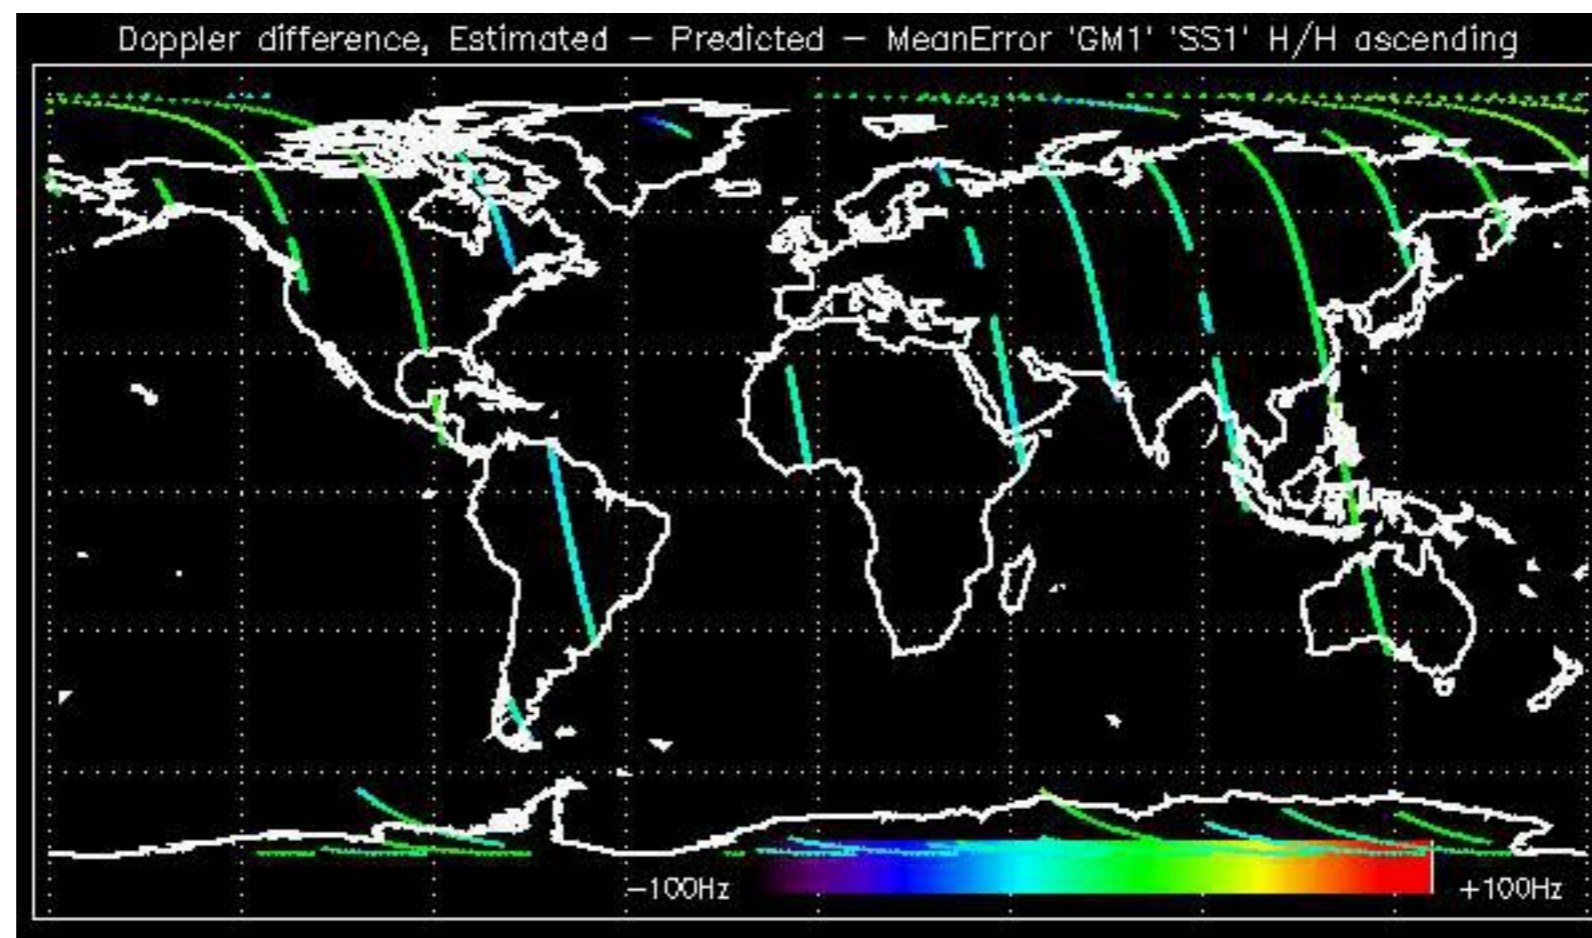 Doppler difference, Estimated − Predicted − MeanError 'GM1' 'SS1' H/H ascending
−100Hz
+100Hz